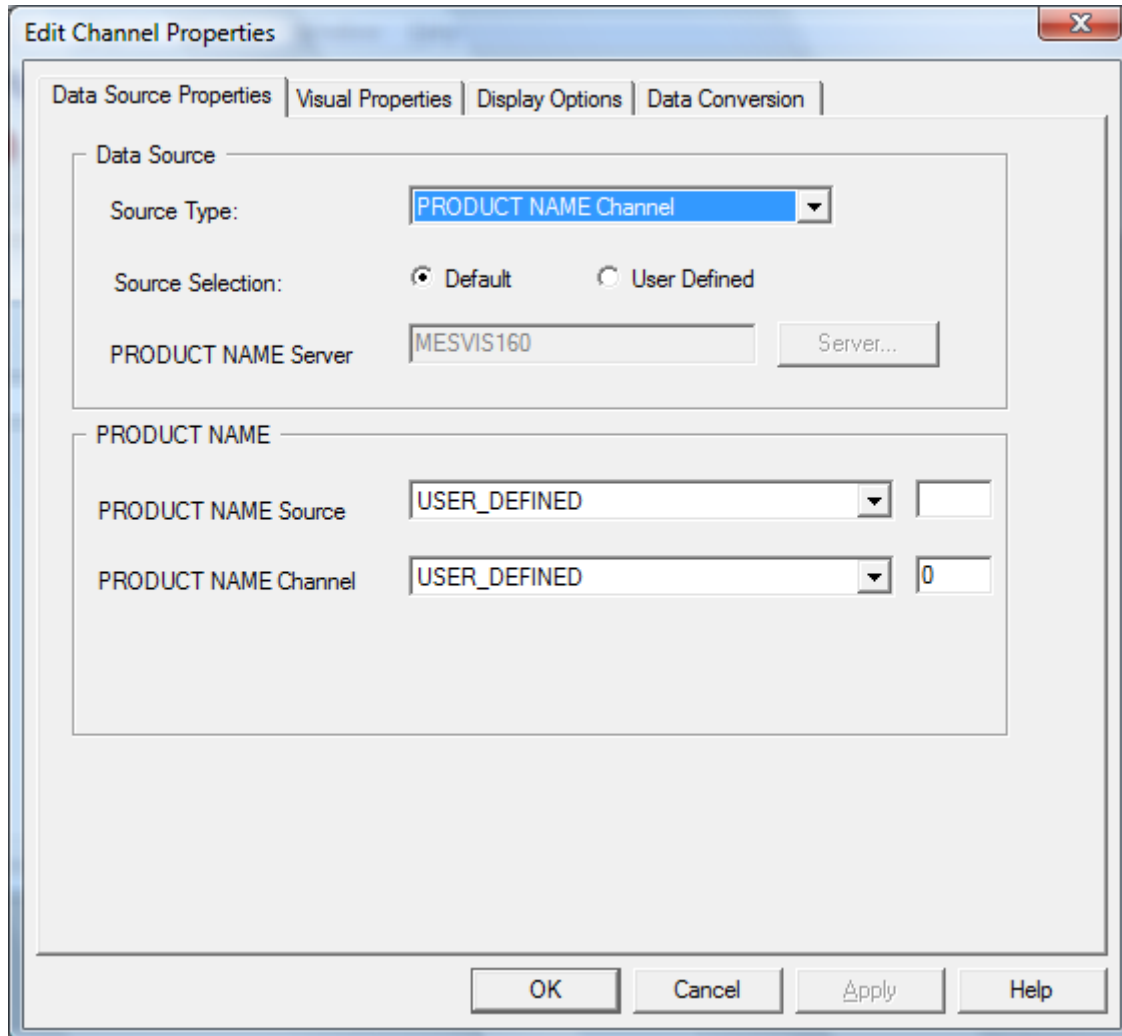 Edit Channel Properties
Data Source Properties Visual Properties Display Options Data Conversion
Data Source
Source Type: PRODUCT NAME Channel
Source Selection: Default User Defined
PRODUCT NAME Server MESVIS160 Server...
PRODUCT NAME
PRODUCT NAME Source USER_DEFINED
PRODUCT NAME Channel USER_DEFINED 0
OK Cancel Apply Help